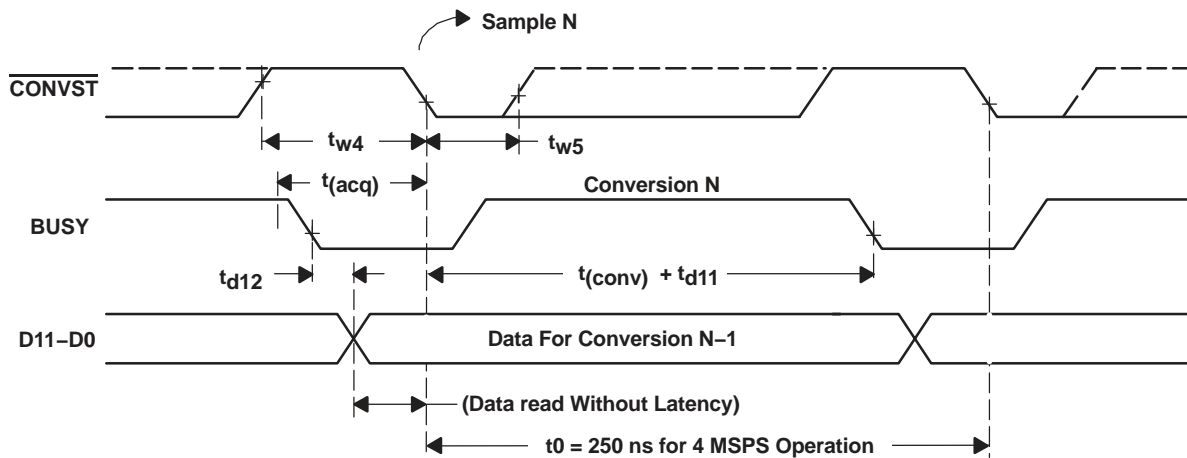 Sample N
CONVST
tw4
tw5
t(acq)
Conversion N
BUSY
td12
t(conv) + td11
D11–D0
Data For Conversion N–1
(Data read Without Latency)
t0 = 250 ns for 4 MSPS Operation